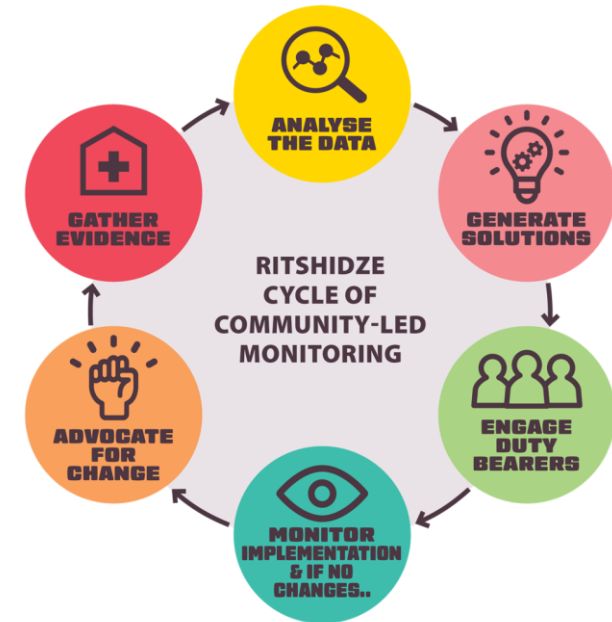 ANALYSE
THE DATA
GENERATE
SOLUTIONS
ENGAGE
DUTY
BEARERS
MONITOR
IMPLEMENTATION
& IF NO
CHANGES..
ADVOCATE
FOR
CHANGE
GATHER
EVIDENCE
RITSHIDZE
CYCLE OF
COMMUNITY-LED
MONITORING